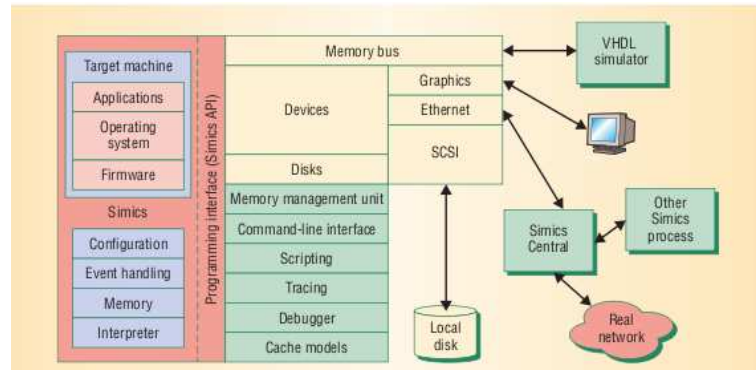 Target machine
Applications
Operating
system
Firmware
Simics
Configuration
Event handling
Memory
Interpreter
Programming interface (Simics API)
Memory bus
Devices
Graphics
Ethernet
SCSI
Disks
Memory management unit
Command-line interface
Scripting
Tracing
Debugger
Cache models
Local
disk
VHDL
simulator
Simics
Central
Other
Simics
process
Real
network